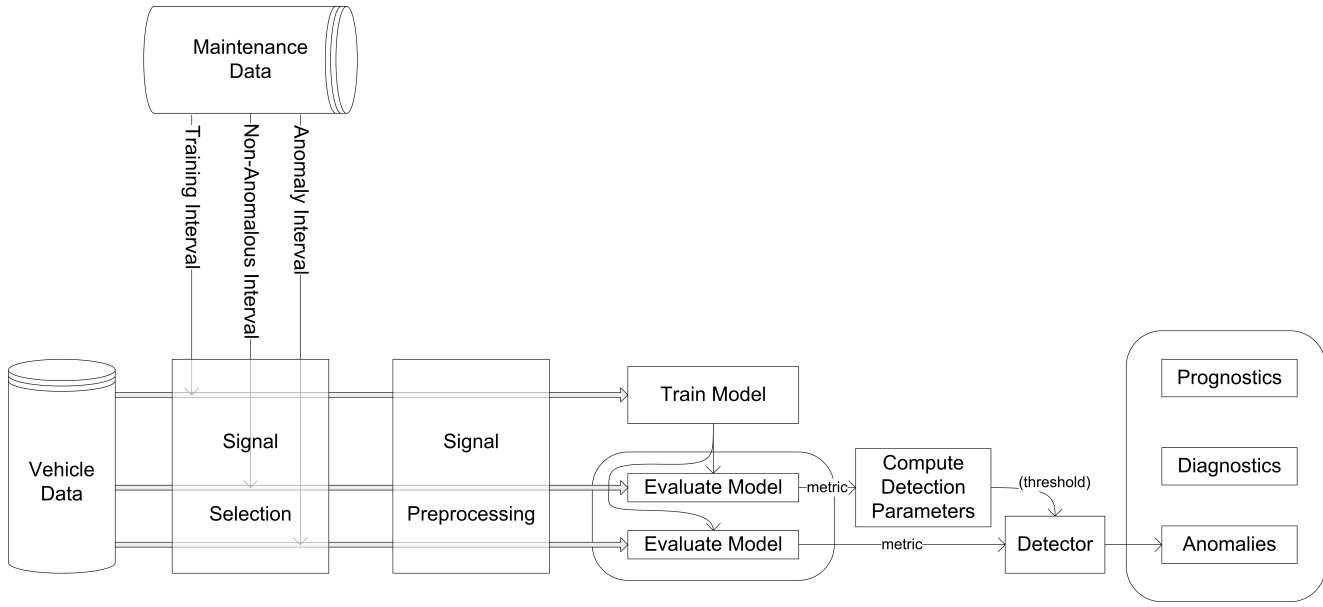 Maintenance
Data
Training Interval
Non-Anomalous Interval
Anomaly Interval
Vehicle
Data
Signal
Selection
Signal
Preprocessing
Train Model
Evaluate Model
Evaluate Model
metric
metric
Compute
Detection
Parameters
(threshold)
Detector
Prognostics
Diagnostics
Anomalies